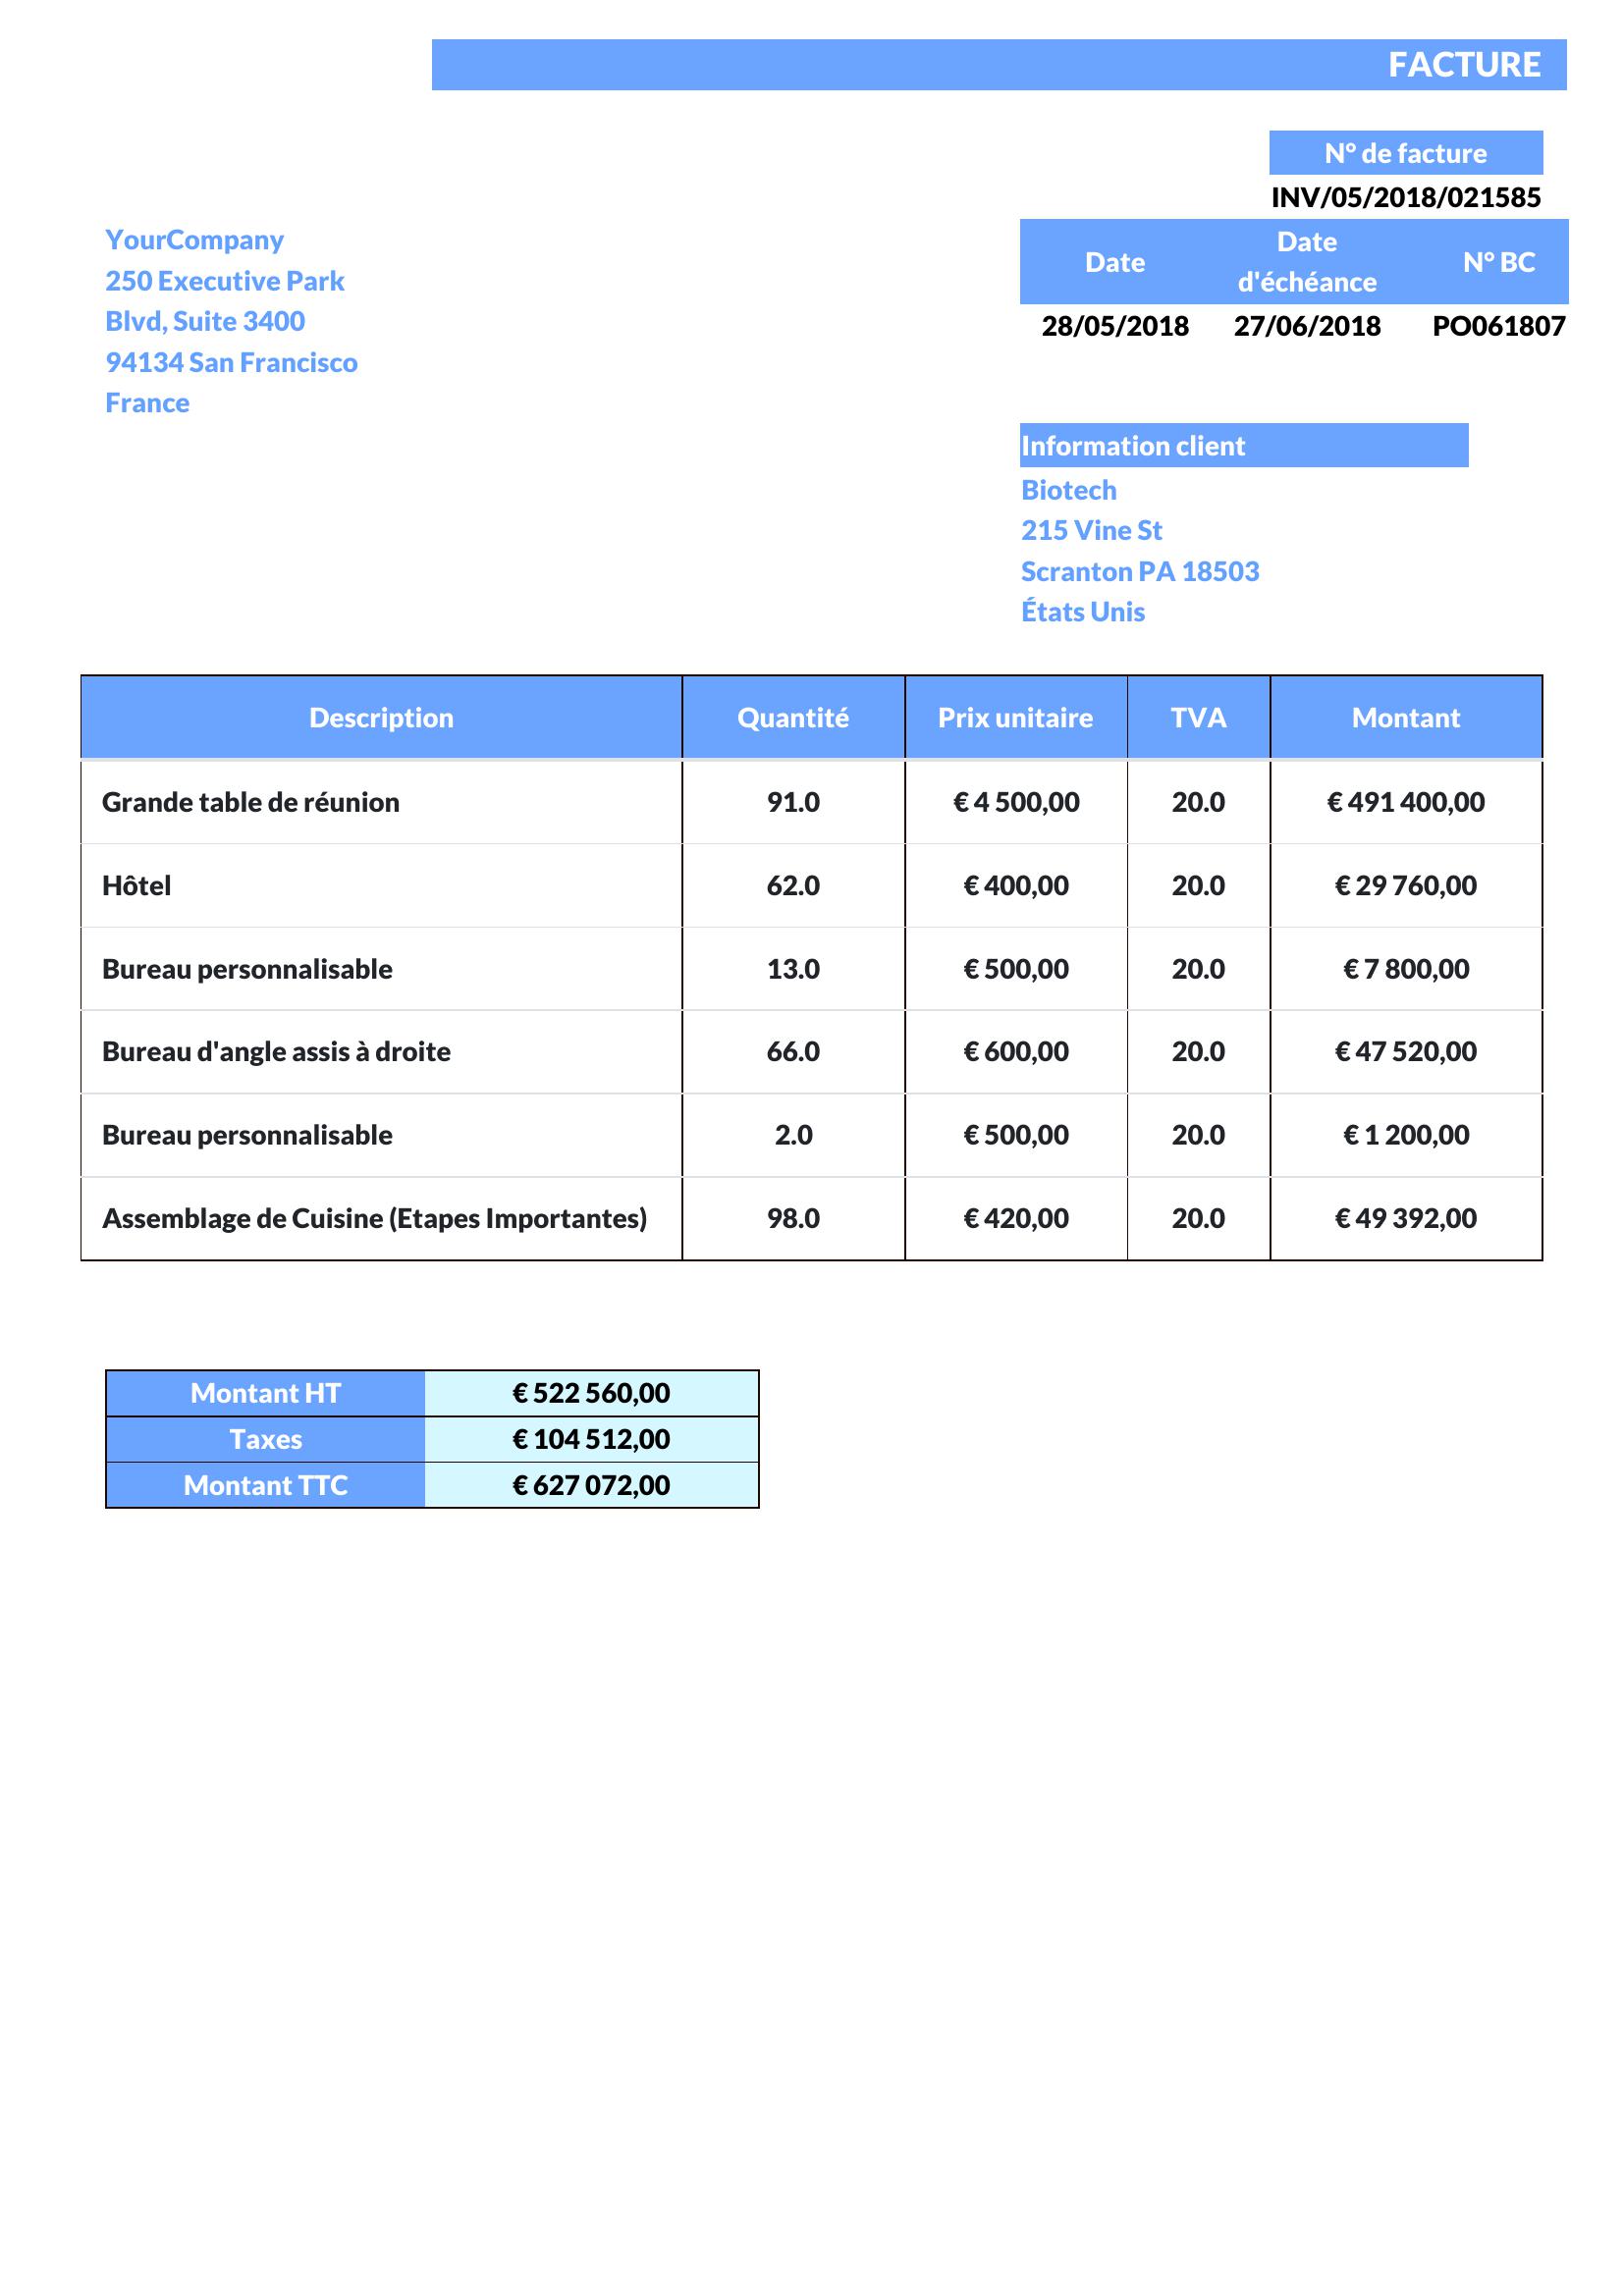 FACTURE
N° de facture
INV/05/2018/021585
YourCompany
250 Executive Park
Blvd, Suite 3400
94134 San Francisco
France
Date Date d'échéance N° BC
28/05/2018 27/06/2018 PO061807
Information client
Biotech
215 Vine St
Scranton PA 18503
États Unis
Description Quantité Prix unitaire TVA Montant
Grande table de réunion 91.0 € 4 500,00 20.0 € 491 400,00
Hôtel 62.0 € 400,00 20.0 € 29 760,00
Bureau personnalisable 13.0 € 500,00 20.0 € 7 800,00
Bureau d'angle assis à droite 66.0 € 600,00 20.0 € 47 520,00
Bureau personnalisable 2.0 € 500,00 20.0 € 1 200,00
Assemblage de Cuisine (Etapes Importantes) 98.0 € 420,00 20.0 € 49 392,00
Montant HT € 522 560,00
Taxes € 104 512,00
Montant TTC € 627 072,00